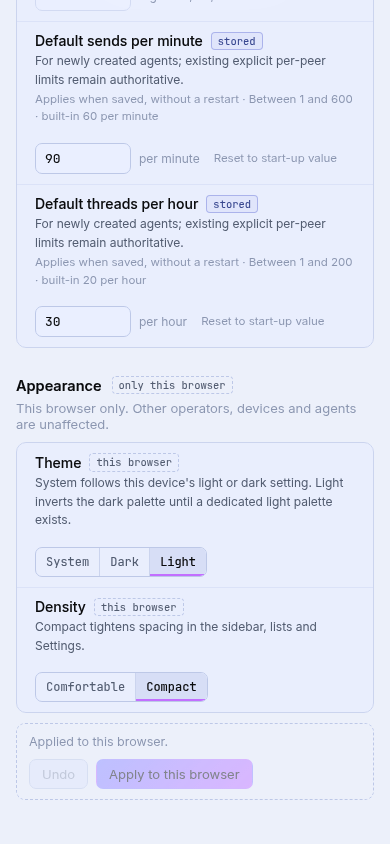 Default sends per minute stored
For newly created agents; existing explicit per-peer
limits remain authoritative.
Applies when saved, without a restart · Between 1 and 600
· built-in 60 per minute
90 per minute Reset to start-up value
Default threads per hour stored
For newly created agents; existing explicit per-peer
limits remain authoritative.
Applies when saved, without a restart · Between 1 and 200
· built-in 20 per hour
30 per hour Reset to start-up value
Appearance only this browser
This browser only. Other operators, devices and agents
are unaffected.
Theme this browser
System follows this device's light or dark setting. Light
inverts the dark palette until a dedicated light palette
exists.
System Dark Light
Density this browser
Compact tightens spacing in the sidebar, lists and
Settings.
Comfortable Compact
Applied to this browser.
Undo Apply to this browser